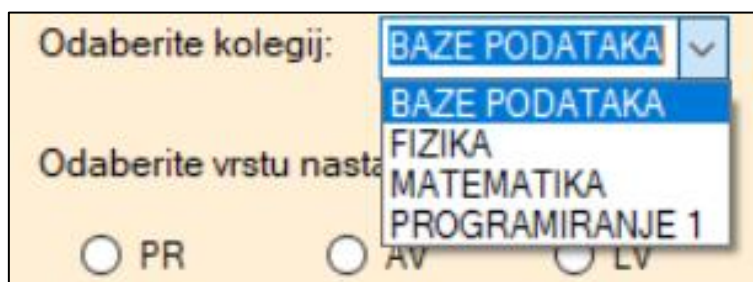 Odaberite kolegij: BAZE PODATAKA
BAZE PODATAKA
FIZIKA
Odaberite vrstu nasta
MATEMATIKA
PROGRAMIRANJE 1
PR AV LV